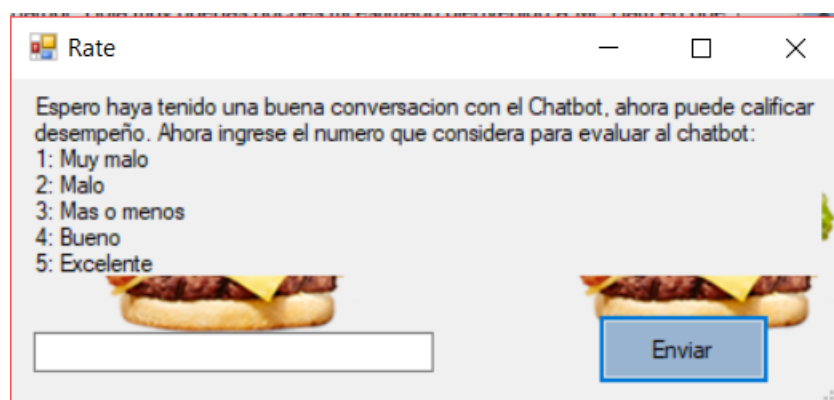 Rate
Espero haya tenido una buena conversacion con el Chatbot, ahora puede calificar
desempeño. Ahora ingrese el numero que considera para evaluar al chatbot:
1: Muy malo
2: Malo
3: Mas o menos
4: Bueno
5: Excelente
Enviar